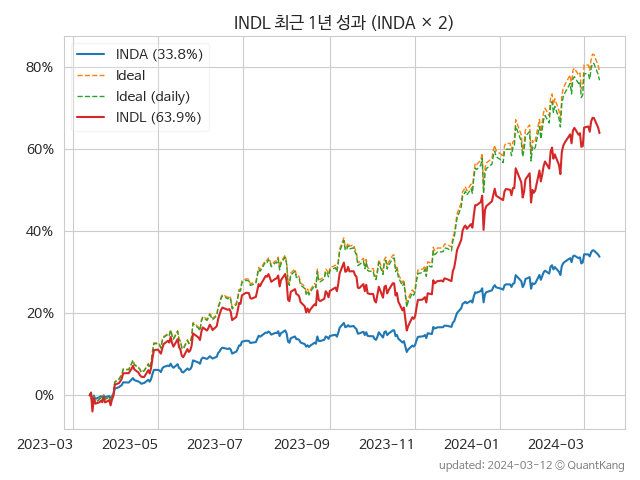 INDL 최근 1년 성과 (INDA × 2)
INDA (33.8%)
Ideal
Ideal (daily)
INDL (63.9%)
80%
60%
40%
20%
0%
2023-03
2023-05
2023-07
2023-09
2023-11
2024-01
2024-03
updated: 2024-03-12 © QuantKang